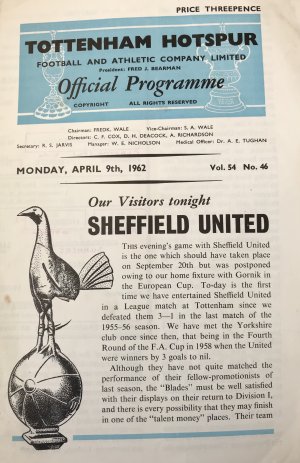 PRICE THREEPENCE
TOTTENHAM HOTSPUR
FOOTBALL AND ATHLETIC COMPANY LIMITED
President: FRED J. BEARMAN
Official Programme
COPYRIGHT ALL RIGHTS RESERVED
Chairman: FREDK. WALE Vice-Chairman: S. A. WALE
Directors: C. F. COX, D. H. DEACOCK, A. RICHARDSON
Secretary: R. S. JARVIS Manager: W. E. NICHOLSON Medical Officer: Dr. A. E. TUGHAN
MONDAY, APRIL 9th, 1962 Vol. 54 No. 46
Our Visitors tonight
SHEFFIELD UNITED
THIS evening's game with Sheffield United
is the one which should have taken place
on September 20th but was postponed
owing to our home fixture with Gornik in
the European Cup. To-day is the first
time we have entertained Sheffield United in
a League match at Tottenham since we
defeated them 3—1 in the last match of the
1955-56 season. We have met the Yorkshire
club once since then, that being in the Fourth
Round of the F.A. Cup in 1958 when the United
were winners by 3 goals to nil.
Although they have not quite matched the
performance of their fellow-promotionists of
last season, the "Blades" must be well satisfied
with their displays on their return to Division I,
and there is every possibility that they may finish
in one of the "talent money" places. Their team